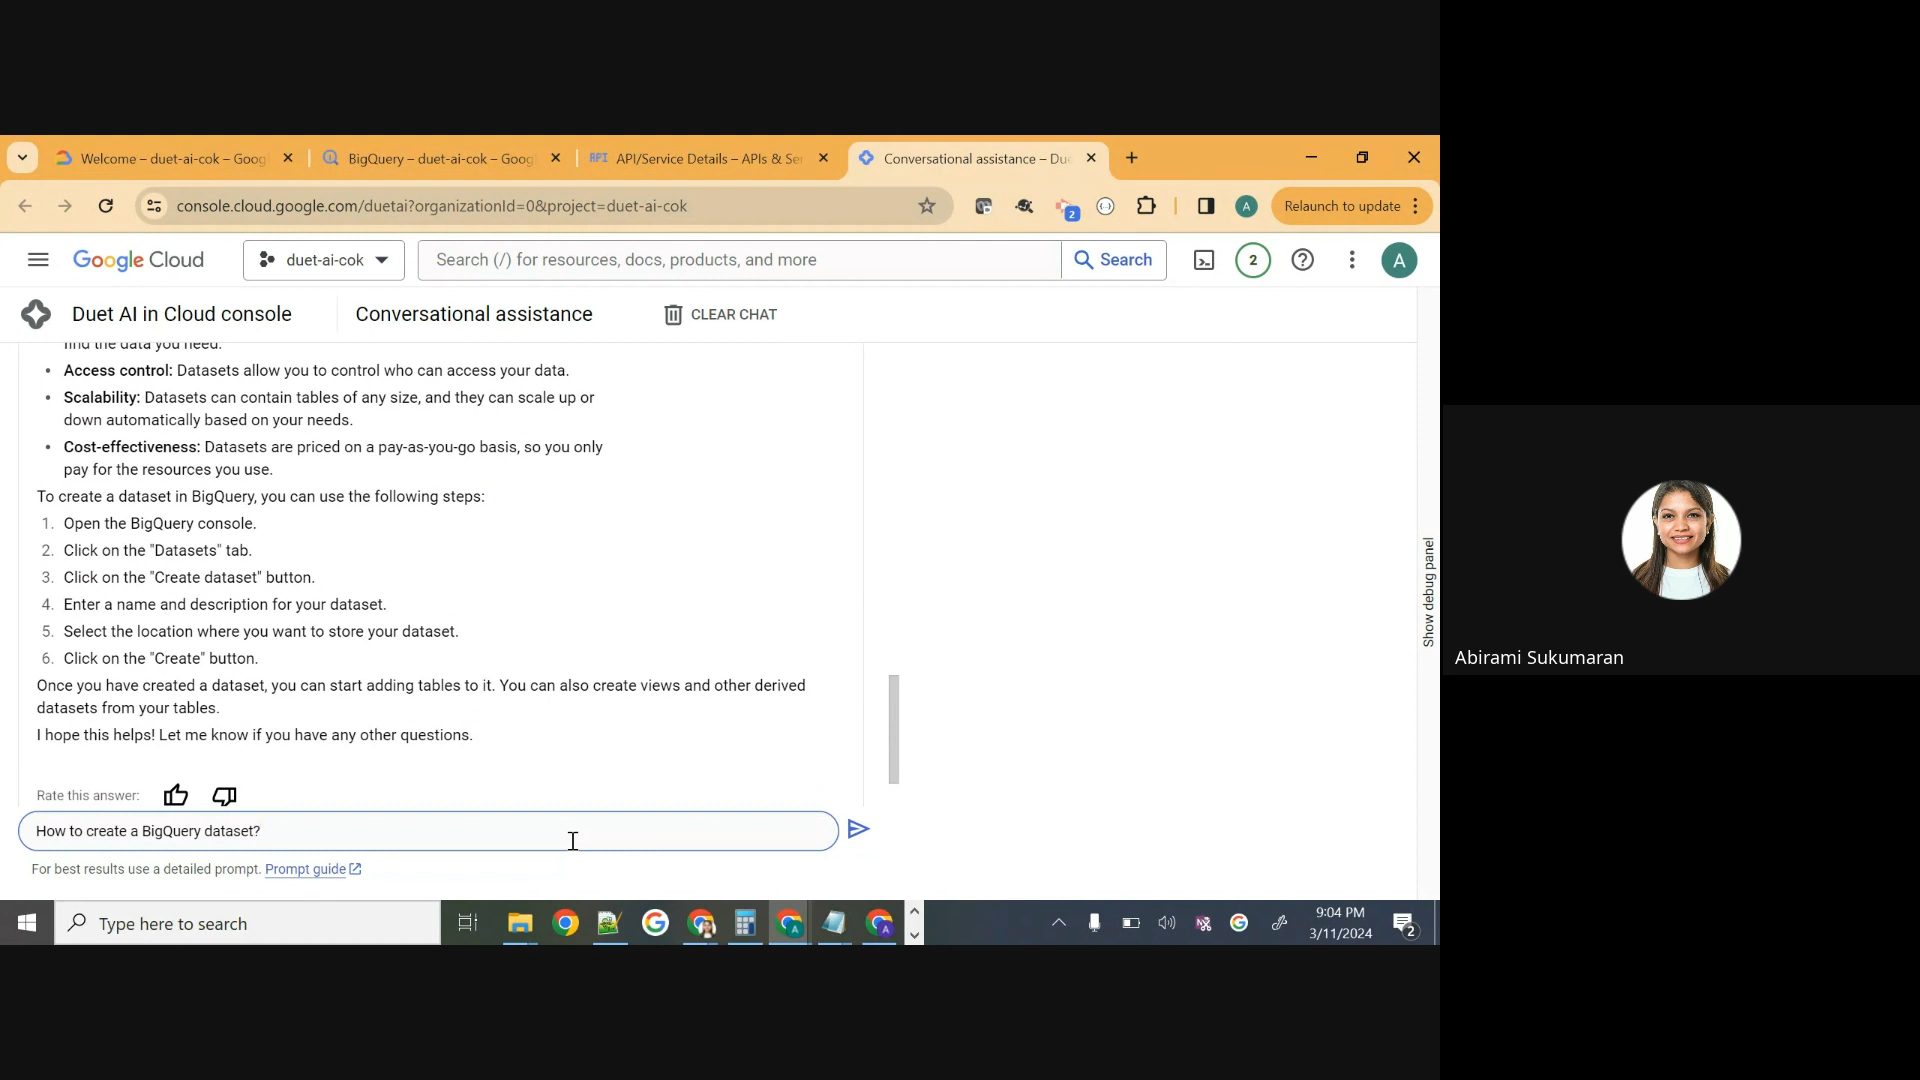 Welcome – duet-ai-cok – Goog
BigQuery – duet-ai-cok – Goog
API
API/Service Details – APIs & Se
Conversational assistance – Du
console.cloud.google.com/duetai?organizationId=0&project=duet-ai-cok
2
A
Relaunch to update
Google Cloud
duet-ai-cok
Search (/) for resources, docs, products, and more
Search
2
A
Duet AI in Cloud console
Conversational assistance
CLEAR CHAT
find the data you need.
• Access control: Datasets allow you to control who can access your data.
• Scalability: Datasets can contain tables of any size, and they can scale up or
down automatically based on your needs.
• Cost-effectiveness: Datasets are priced on a pay-as-you-go basis, so you only
pay for the resources you use.
To create a dataset in BigQuery, you can use the following steps:
1. Open the BigQuery console.
2. Click on the "Datasets" tab.
3. Click on the "Create dataset" button.
4. Enter a name and description for your dataset.
5. Select the location where you want to store your dataset.
6. Click on the "Create" button.
Once you have created a dataset, you can start adding tables to it. You can also create views and other derived
datasets from your tables.
I hope this helps! Let me know if you have any other questions.
Rate this answer:
How to create a BigQuery dataset?
For best results use a detailed prompt. Prompt guide
Show debug panel
Abirami Sukumaran
Type here to search
9:04 PM
3/11/2024
2